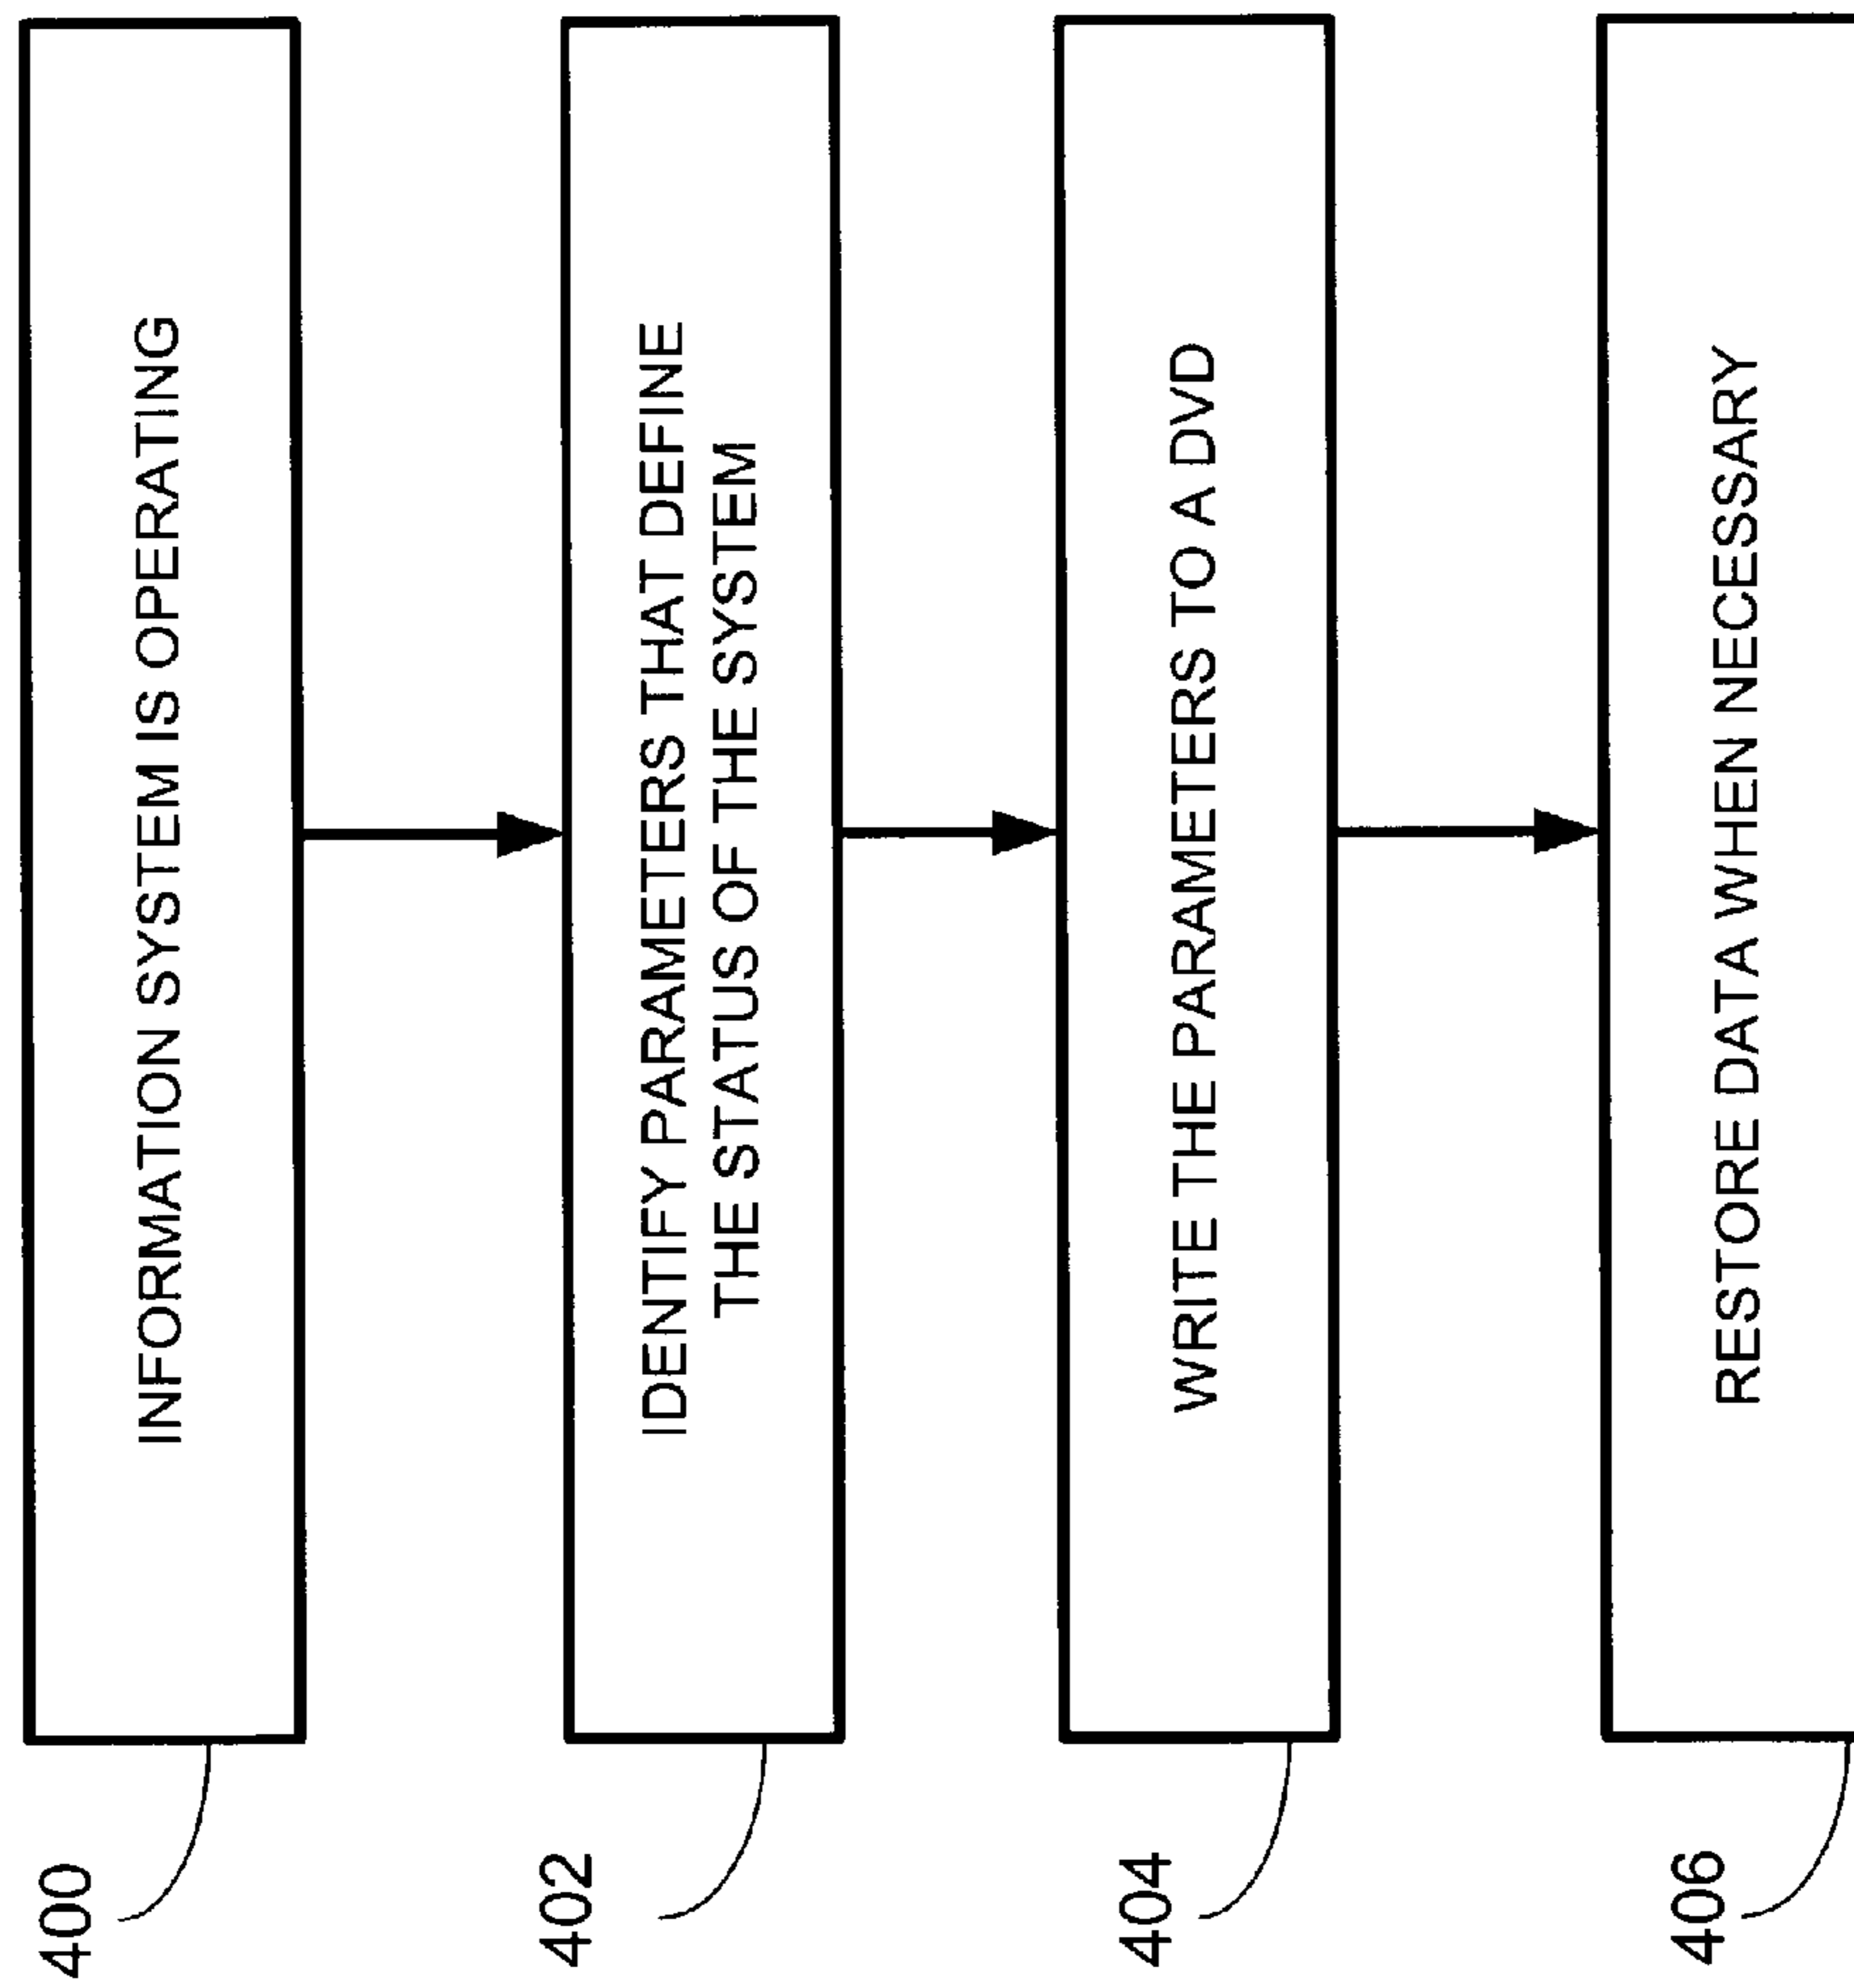 400
INFORMATION SYSTEM IS OPERATING
402
IDENTIFY PARAMETERS THAT DEFINE
THE STATUS OF THE SYSTEM
404
WRITE THE PARAMETERS TO A DVD
406
RESTORE DATA WHEN NECESSARY